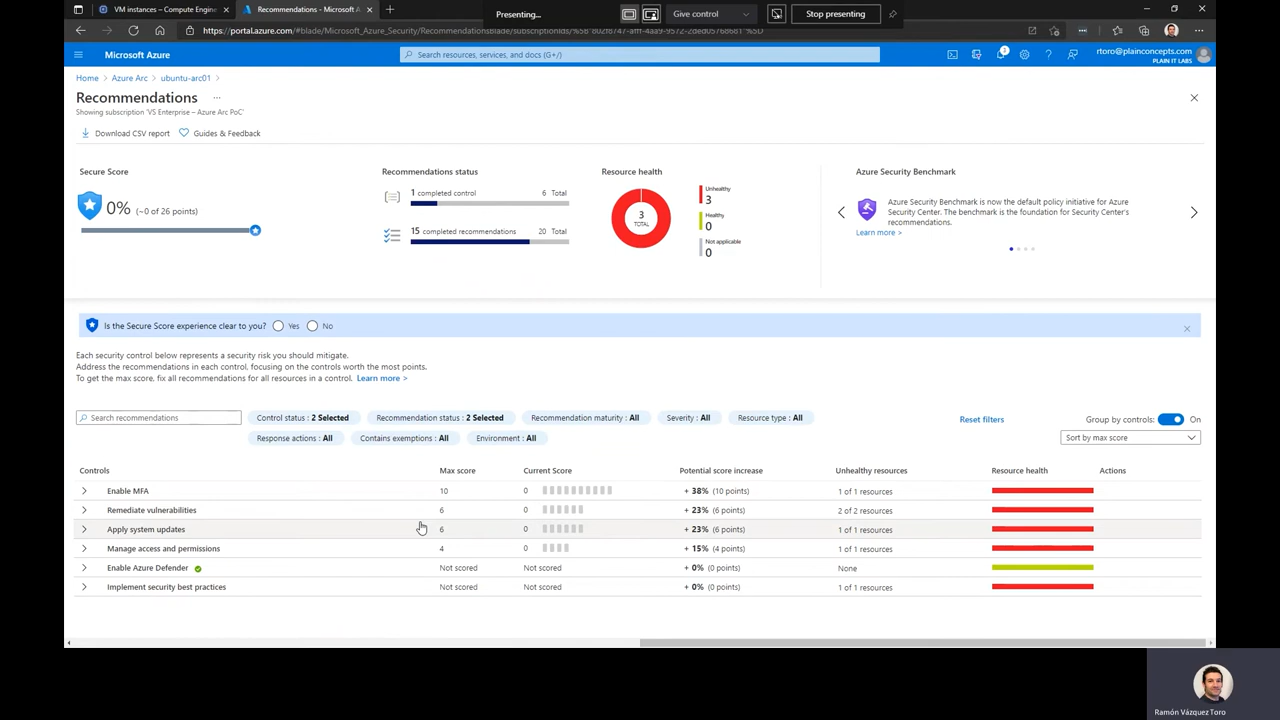 VM instances – Compute Engin
Recommendations - Microsoft A
Presenting...
Give control
Stop presenting
Microsoft Azure
Search resources, services, and docs (G+/)
1
rtoro@plainconcepts.com
PLAIN IT LABS
Home > Azure Arc > ubuntu-arc01 >
Recommendations ...
Showing subscription 'VS Enterprise – Azure Arc PoC'
Download CSV report
Guides & Feedback
Secure Score
0% (~0 of 26 points)
Recommendations status
1 completed control 6 Total
15 completed recommendations 20 Total
Resource health
3
TOTAL
Unhealthy
3
Healthy
0
Not applicable
0
Azure Security Benchmark
Azure Security Benchmark is now the default policy initiative for Azure
Security Center. The benchmark is the foundation for Security Center's
recommendations.
Learn more >
Is the Secure Score experience clear to you? Yes No
Each security control below represents a security risk you should mitigate.
Address the recommendations in each control, focusing on the controls worth the most points.
To get the max score, fix all recommendations for all resources in a control. Learn more >
Search recommendations
Control status : 2 Selected
Recommendation status : 2 Selected
Recommendation maturity : All
Severity : All
Resource type : All
Reset filters
Group by controls: On
Response actions : All
Contains exemptions : All
Environment : All
Sort by max score
Controls Max score Current Score Potential score increase Unhealthy resources Resource health Actions
Enable MFA 10 0 + 38% (10 points) 1 of 1 resources
Remediate vulnerabilities 6 0 + 23% (6 points) 2 of 2 resources
Apply system updates 6 0 + 23% (6 points) 1 of 1 resources
Manage access and permissions 4 0 + 15% (4 points) 1 of 1 resources
Enable Azure Defender Not scored Not scored + 0% (0 points) None
Implement security best practices Not scored Not scored + 0% (0 points) 1 of 1 resources
Ramón Vázquez Toro